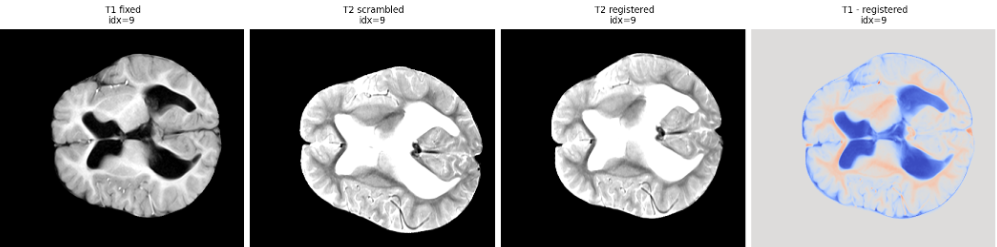 T1 fixed
idx=9
T2 scrambled
idx=9
T2 registered
idx=9
T1 - registered
idx=9